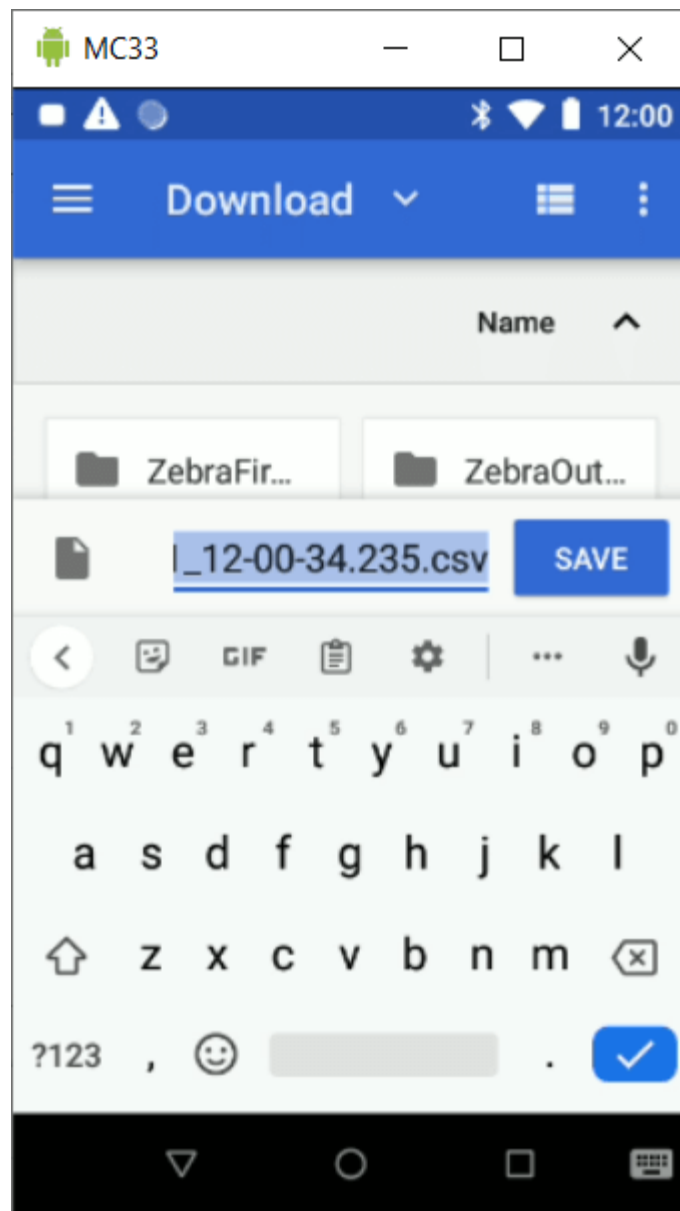 MC33
12:00
Download
Name
ZebraFir... ZebraOut...
_12-00-34.235.csv SAVE
GIF
1 2 3 4 5 6 7 8 9 0
q w e r t y u i o p
a s d f g h j k l
z x c v b n m
?123 , .